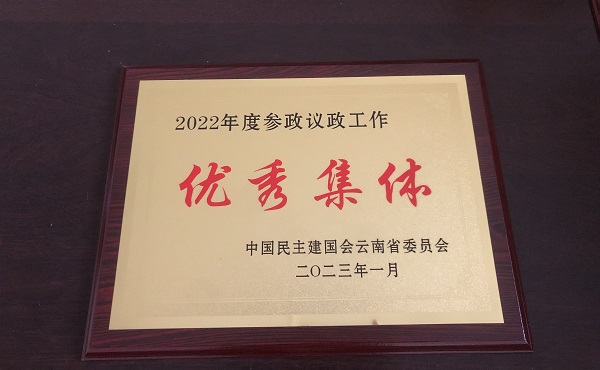 2022年度参政议政工作
优秀集体
中国民主建国会云南省委员会
二〇二三年一月